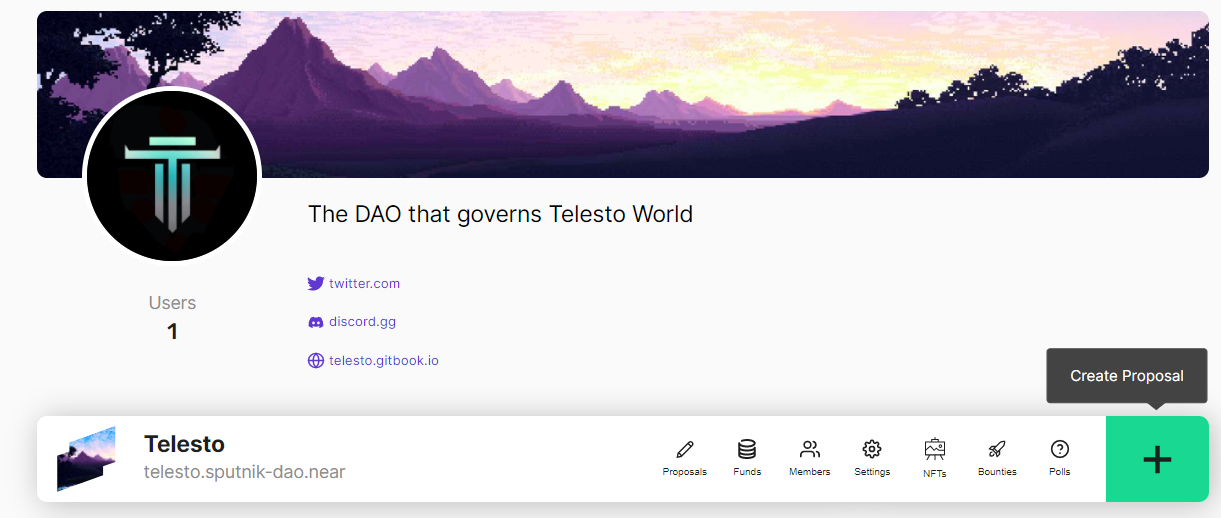 The DAO that governs Telesto World
twitter.com
discord.gg
telesto.gitbook.io
Users
1
Create Proposal
Telesto
telesto.sputnik-dao.near
Proposals
Funds
Members
Settings
NFTs
Bounties
Polls